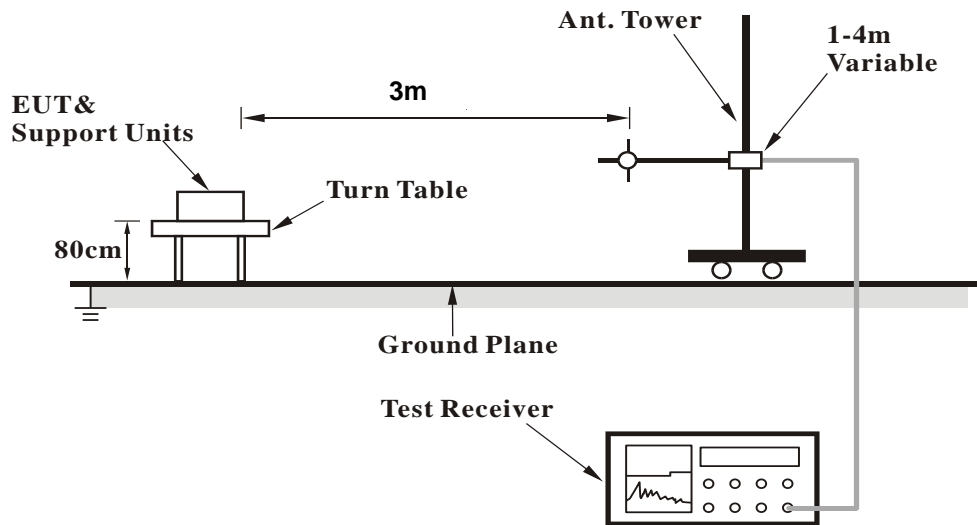 Ant. Tower
1-4m
Variable
3m
EUT&
Support Units
Turn Table
80cm
Ground Plane
Test Receiver